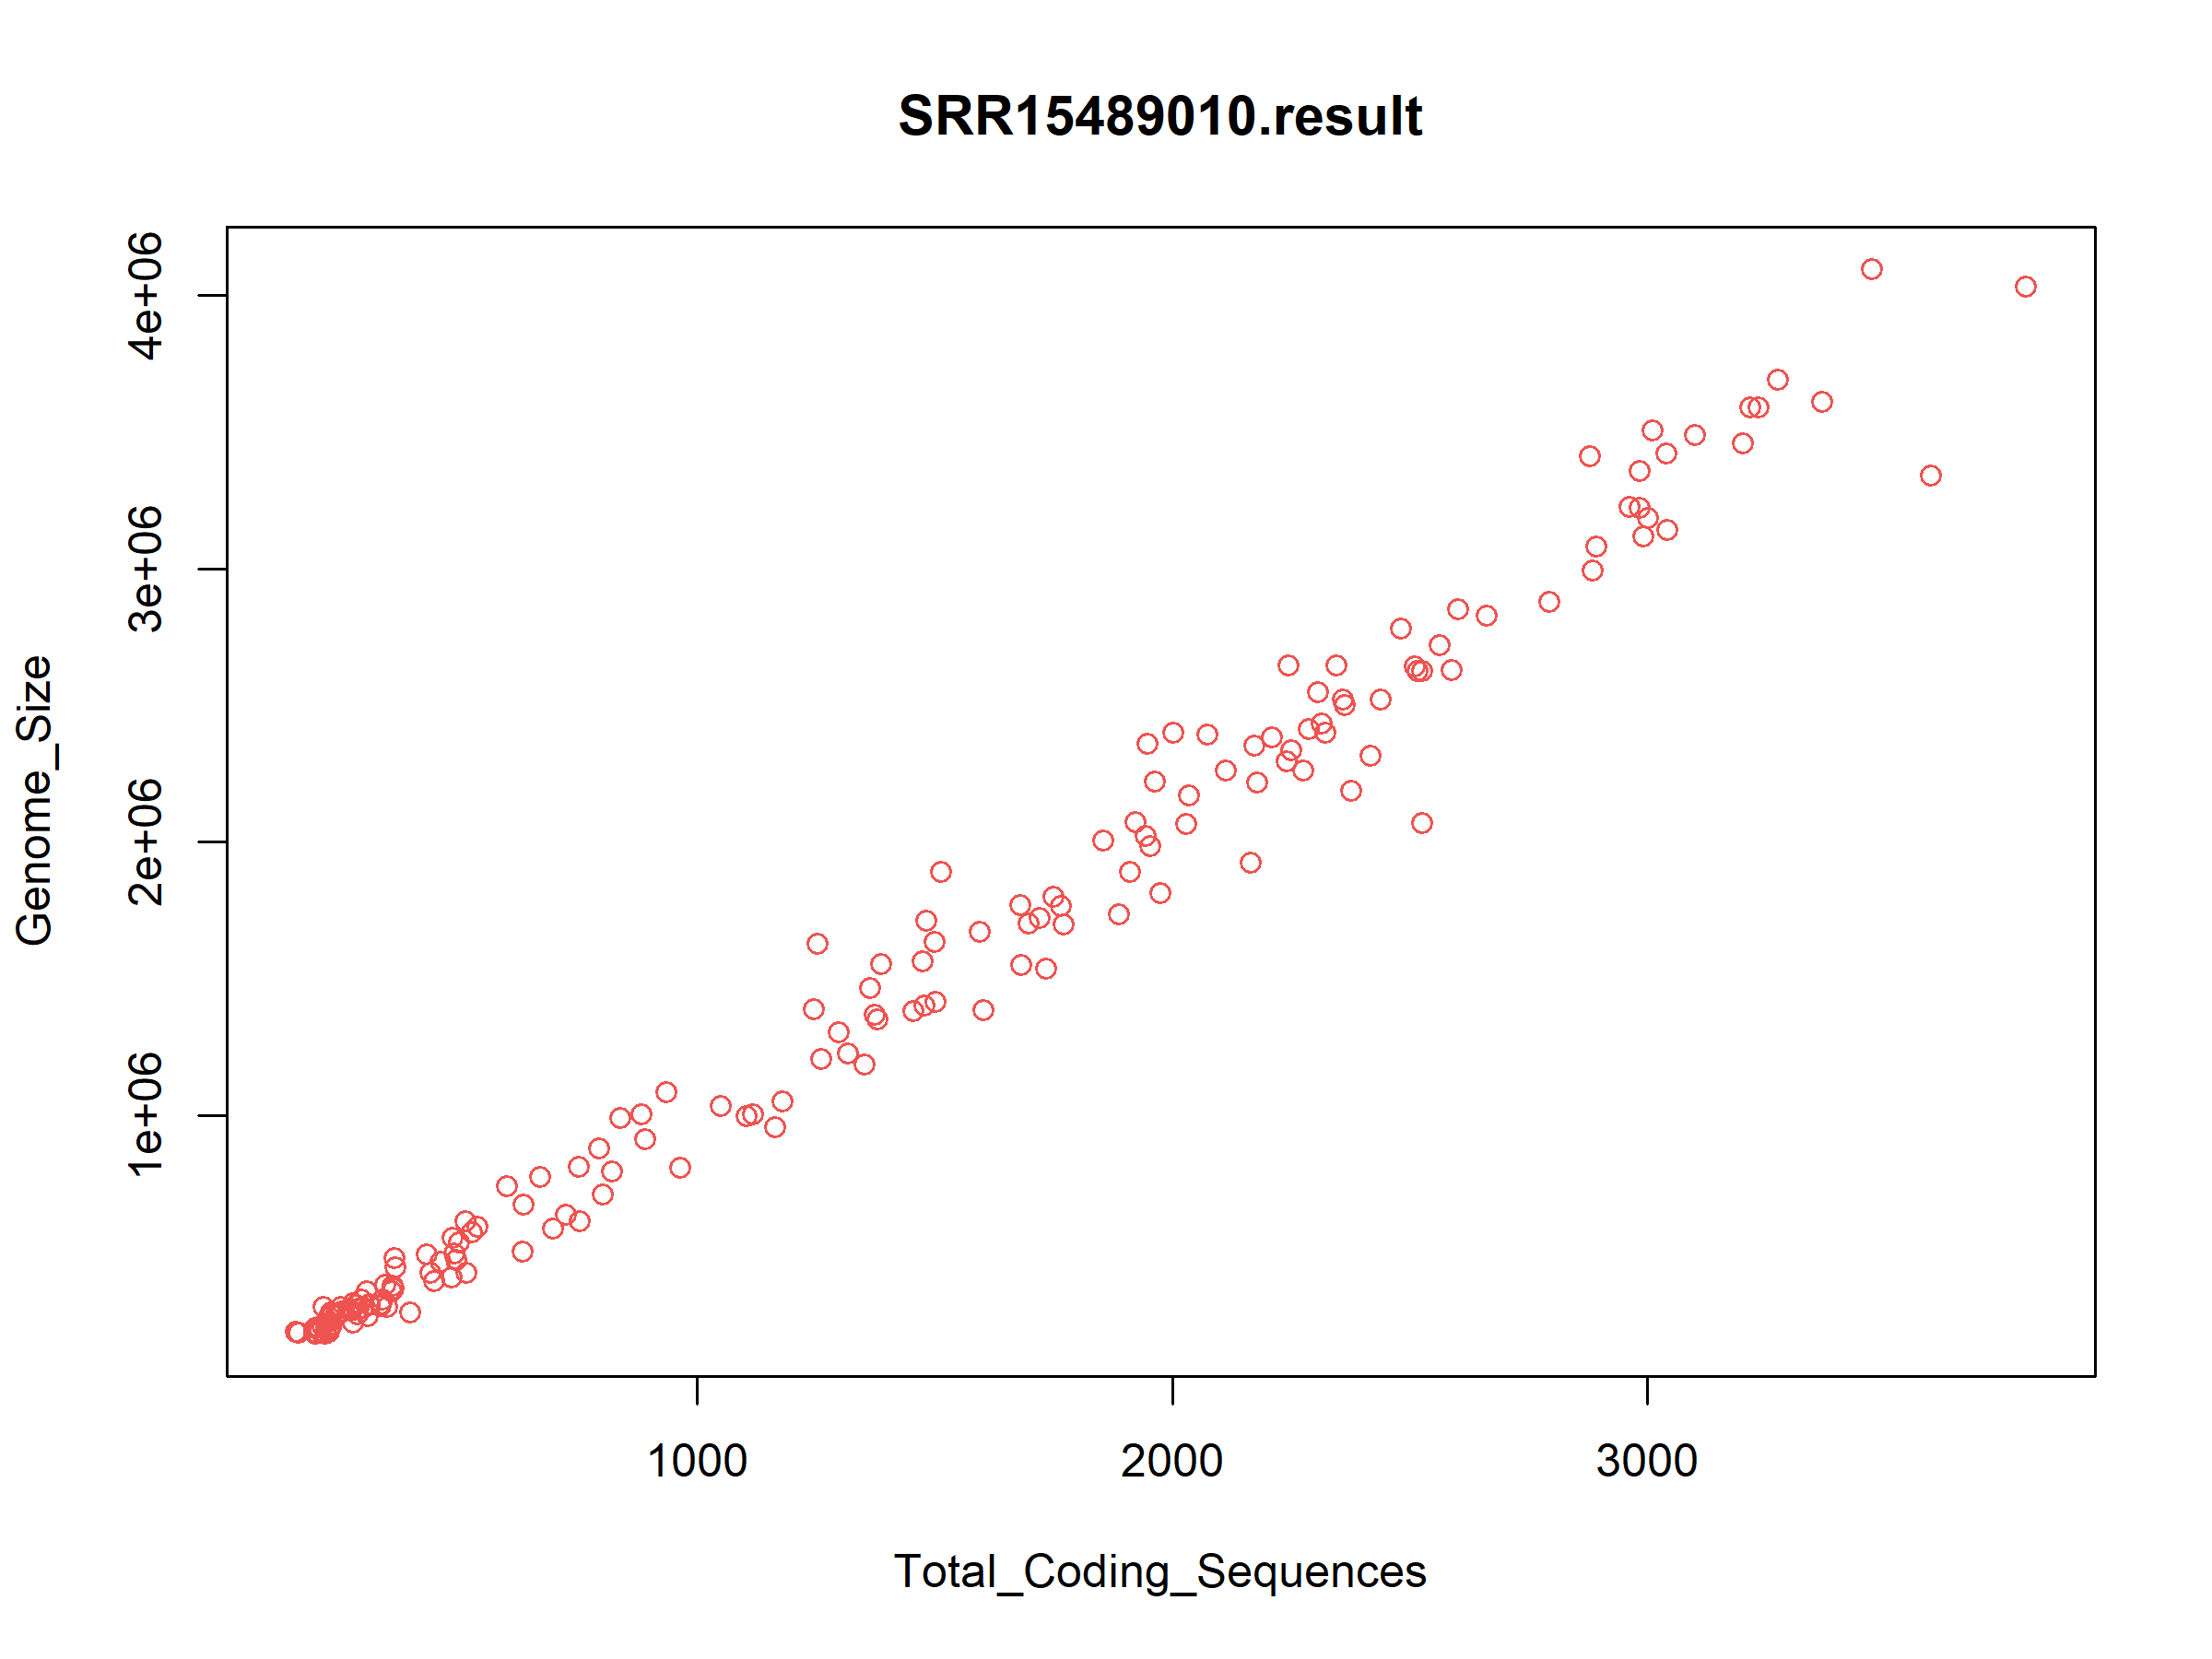 SRR15489010.result
Genome_Size
4e+06
3e+06
2e+06
1e+06
1000 2000 3000
Total_Coding_Sequences